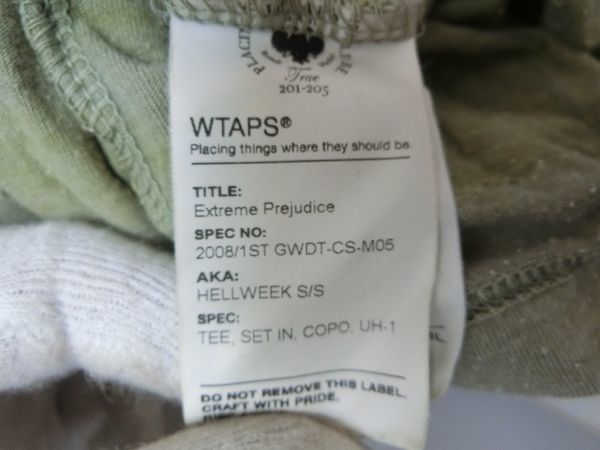 PLACIN
True
201-205
WTAPS®
Placing things where they should be.
TITLE:
Extreme Prejudice
SPEC NO:
2008/1ST GWDT-CS-M05
AKA:
HELLWEEK S/S
SPEC:
TEE, SET IN, COPO, UH-1
DO NOT REMOVE THIS LABEL.
CRAFT WITH PRIDE.